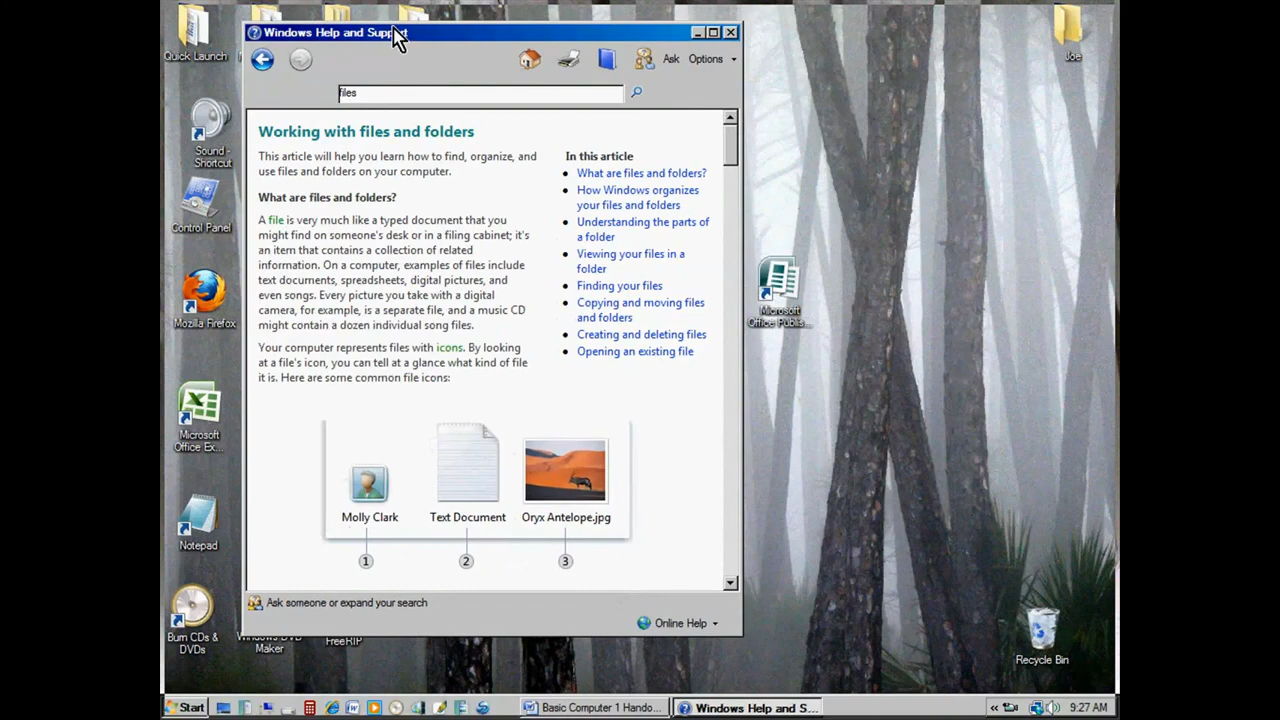 Quick Launch
Joe
Sound -
Shortcut
Control Panel
Mozilla Firefox
Microsoft
Office Ex...
Notepad
Burn CDs &
DVDs
Windows Help and Support
Ask Options
files
Working with files and folders
This article will help you learn how to find, organize, and
use files and folders on your computer.
What are files and folders?
A file is very much like a typed document that you
might find on someone's desk or in a filing cabinet; it's
an item that contains a collection of related
information. On a computer, examples of files include
text documents, spreadsheets, digital pictures, and
even songs. Every picture you take with a digital
camera, for example, is a separate file, and a music CD
might contain a dozen individual song files.
Your computer represents files with icons. By looking
at a file's icon, you can tell at a glance what kind of file
it is. Here are some common file icons:
In this article
What are files and folders?
How Windows organizes
your files and folders
Understanding the parts of
a folder
Viewing your files in a
folder
Finding your files
Copying and moving files
and folders
Creating and deleting files
Opening an existing file
Molly Clark Text Document Oryx Antelope.jpg
1 2 3
Ask someone or expand your search
Online Help
Maker
FreeRIP
Microsoft
Office Publis...
Recycle Bin
Start Basic Computer 1 Hando... Windows Help and S... 9:27 AM